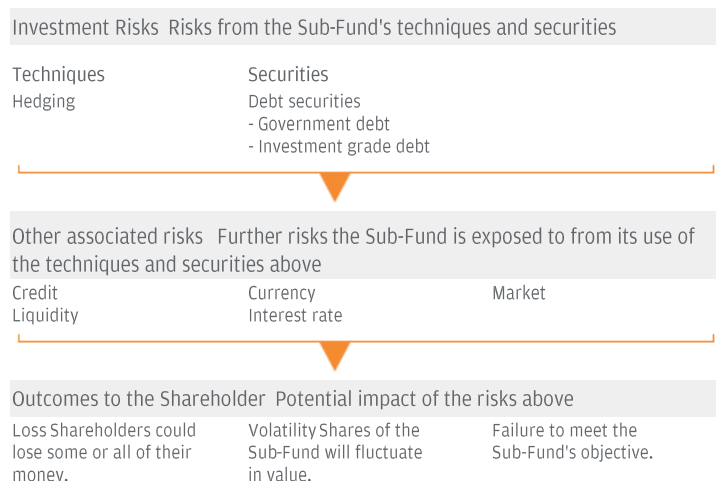 Investment Risks Risks from the Sub-Fund's techniques and securities
Techniques Securities
Hedging Debt securities
- Government debt
- Investment grade debt
Other associated risks Further risks the Sub-Fund is exposed to from its use of
the techniques and securities above
Credit Currency Market
Liquidity Interest rate
Outcomes to the Shareholder Potential impact of the risks above
Loss Shareholders could Volatility Shares of the Failure to meet the
lose some or all of their Sub-Fund will fluctuate Sub-Fund's objective.
money. in value.